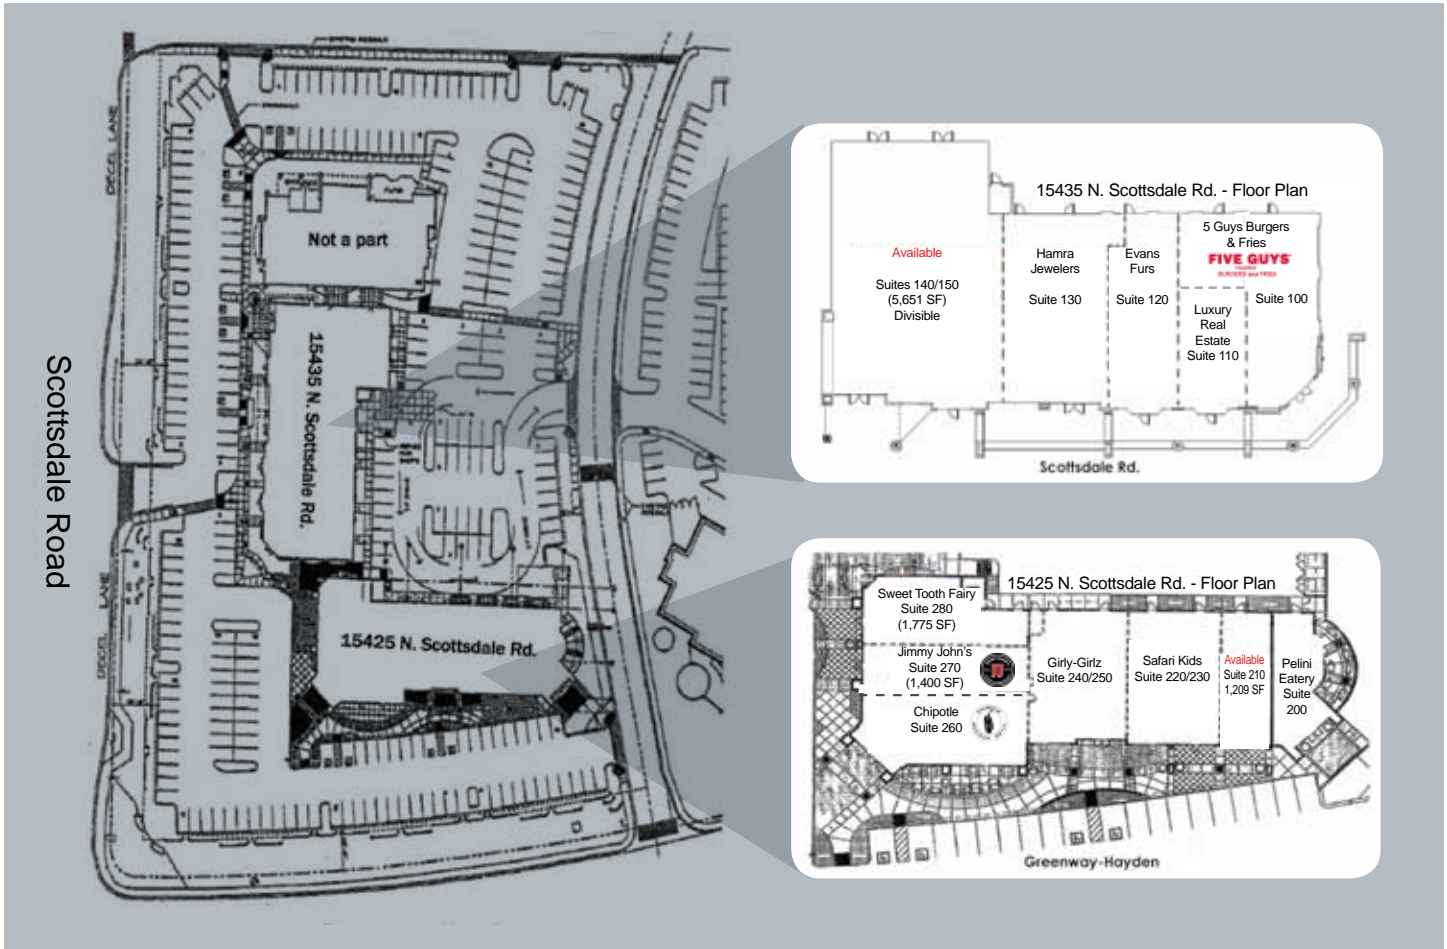 DECEL LANE
Not a part
15435 N. Scottsdale Rd.
Scottsdale Road
DECEL LANE
15425 N. Scottsdale Rd.
15435 N. Scottsdale Rd. - Floor Plan
Available
Suites 140/150
(5,651 SF)
Divisible
Hamra
Jewelers
Suite 130
Evans
Furs
Suite 120
5 Guys Burgers
& Fries
FIVE GUYS
BURGERS and FRIES
Suite 100
Luxury
Real
Estate
Suite 110
Scottsdale Rd.
15425 N. Scottsdale Rd. - Floor Plan
Sweet Tooth Fairy
Suite 280
(1,775 SF)
Jimmy John's
Suite 270
(1,400 SF)
Chipotle
Suite 260
Girly-Girlz
Suite 240/250
Safari Kids
Suite 220/230
Available
Suite 210
1,209 SF
Pelini
Eatery
Suite
200
Greenway-Hayden